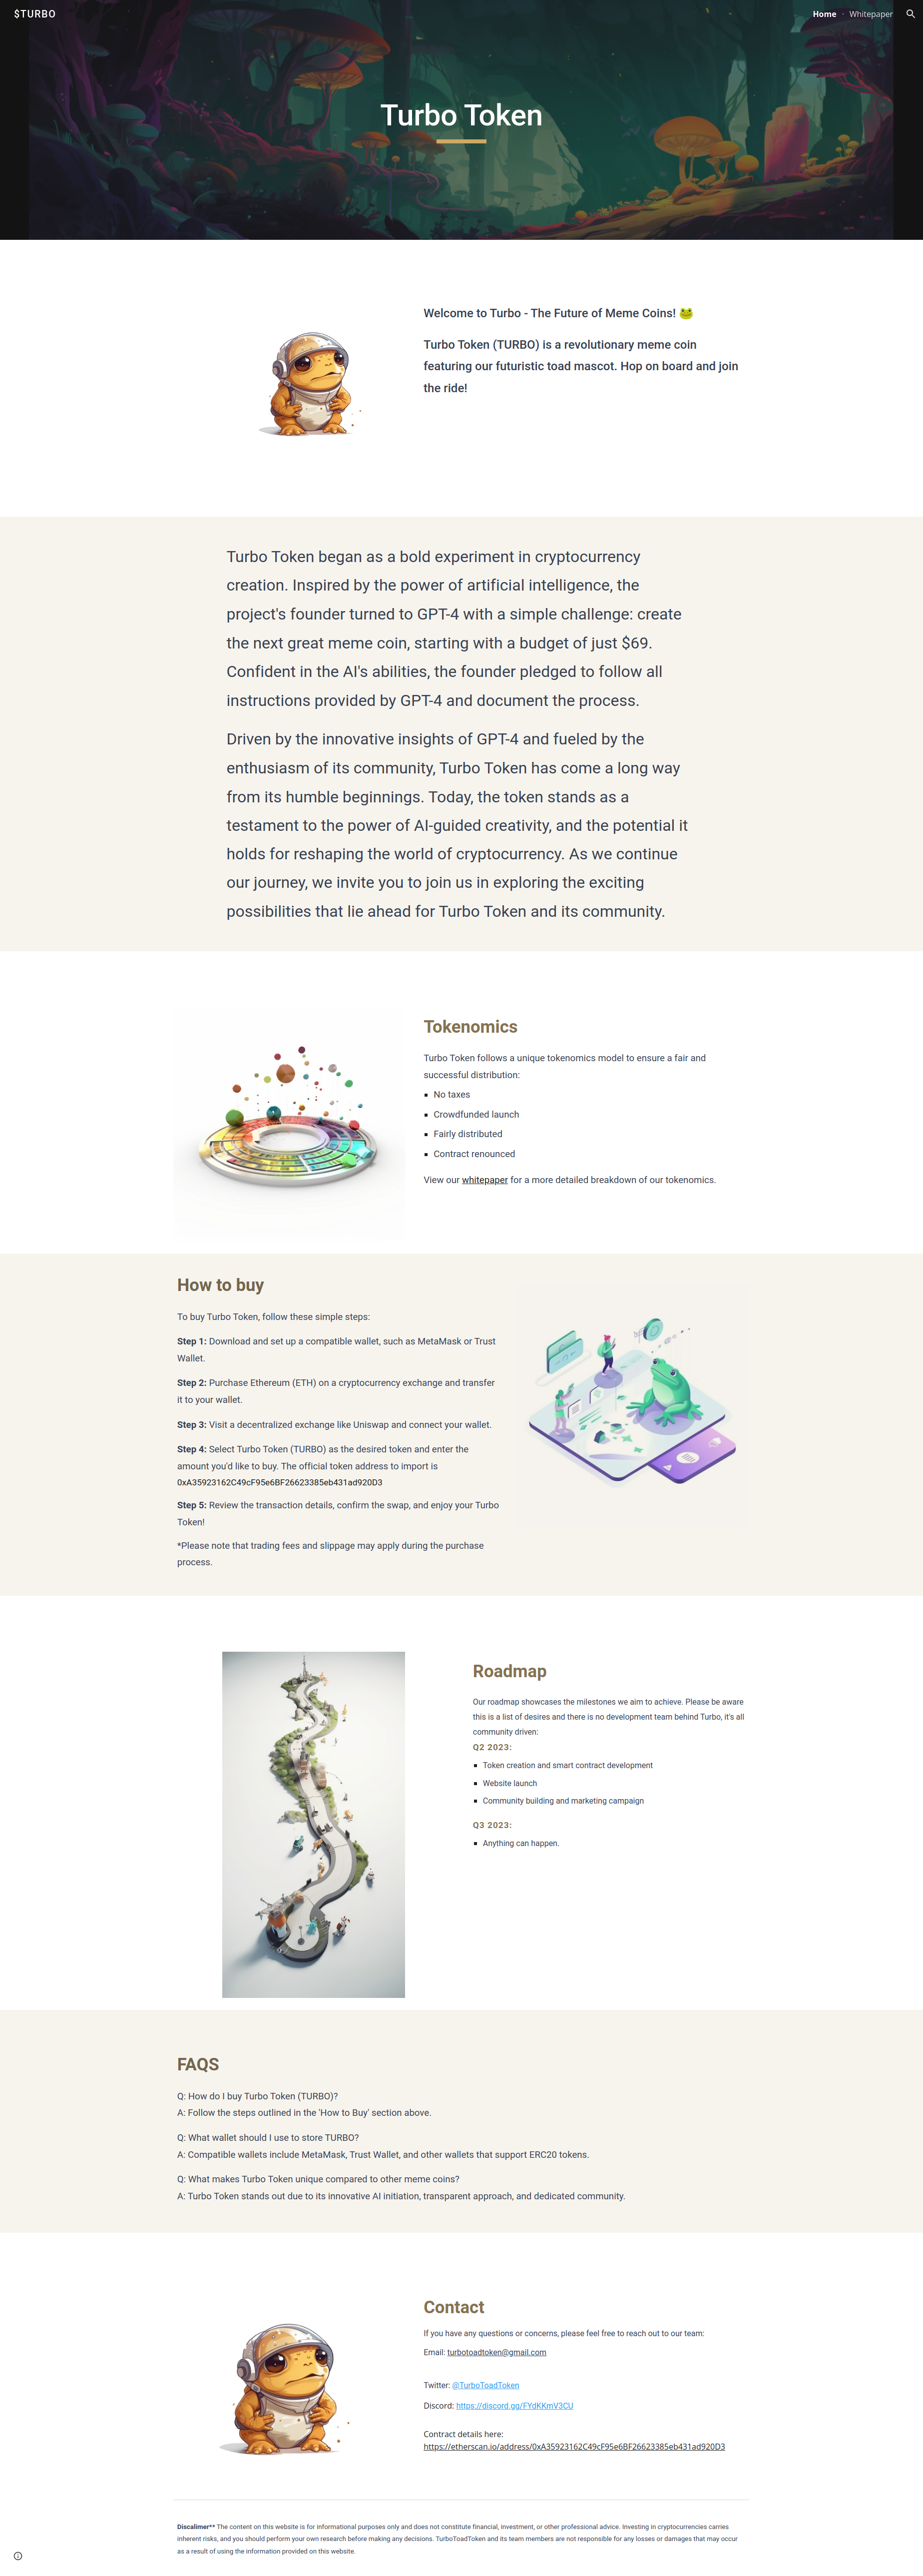 $TURBO
Home
Whitepaper
Turbo Token
Welcome to Turbo - The Future of Meme Coins! 🐸
Turbo Token (TURBO) is a revolutionary meme coin
featuring our futuristic toad mascot. Hop on board and join
the ride!
Turbo Token began as a bold experiment in cryptocurrency
creation. Inspired by the power of artificial intelligence, the
project's founder turned to GPT-4 with a simple challenge: create
the next great meme coin, starting with a budget of just $69.
Confident in the AI's abilities, the founder pledged to follow all
instructions provided by GPT-4 and document the process.
Driven by the innovative insights of GPT-4 and fueled by the
enthusiasm of its community, Turbo Token has come a long way
from its humble beginnings. Today, the token stands as a
testament to the power of AI-guided creativity, and the potential it
holds for reshaping the world of cryptocurrency. As we continue
our journey, we invite you to join us in exploring the exciting
possibilities that lie ahead for Turbo Token and its community.
Tokenomics
Turbo Token follows a unique tokenomics model to ensure a fair and
successful distribution:
No taxes
Crowdfunded launch
Fairly distributed
Contract renounced
View our whitepaper for a more detailed breakdown of our tokenomics.
How to buy
To buy Turbo Token, follow these simple steps:
Step 1: Download and set up a compatible wallet, such as MetaMask or Trust
Wallet.
Step 2: Purchase Ethereum (ETH) on a cryptocurrency exchange and transfer
it to your wallet.
Step 3: Visit a decentralized exchange like Uniswap and connect your wallet.
Step 4: Select Turbo Token (TURBO) as the desired token and enter the
amount you'd like to buy. The official token address to import is
0xA35923162C49cF95e6BF26623385eb431ad920D3
Step 5: Review the transaction details, confirm the swap, and enjoy your Turbo
Token!
*Please note that trading fees and slippage may apply during the purchase
process.
Roadmap
Our roadmap showcases the milestones we aim to achieve. Please be aware
this is a list of desires and there is no development team behind Turbo, it's all
community driven:
Q2 2023:
Token creation and smart contract development
Website launch
Community building and marketing campaign
Q3 2023:
Anything can happen.
FAQS
Q: How do I buy Turbo Token (TURBO)?
A: Follow the steps outlined in the 'How to Buy' section above.
Q: What wallet should I use to store TURBO?
A: Compatible wallets include MetaMask, Trust Wallet, and other wallets that support ERC20 tokens.
Q: What makes Turbo Token unique compared to other meme coins?
A: Turbo Token stands out due to its innovative AI initiation, transparent approach, and dedicated community.
Contact
If you have any questions or concerns, please feel free to reach out to our team:
Email: turbotoadtoken@gmail.com
Twitter: @TurboToadToken
Discord: https://discord.gg/FYdKKmV3CU
Contract details here:
https://etherscan.io/address/0xA35923162C49cF95e6BF26623385eb431ad920D3
Discalimer** The content on this website is for informational purposes only and does not constitute financial, investment, or other professional advice. Investing in cryptocurrencies carries
inherent risks, and you should perform your own research before making any decisions. TurboToadToken and its team members are not responsible for any losses or damages that may occur
as a result of using the information provided on this website.